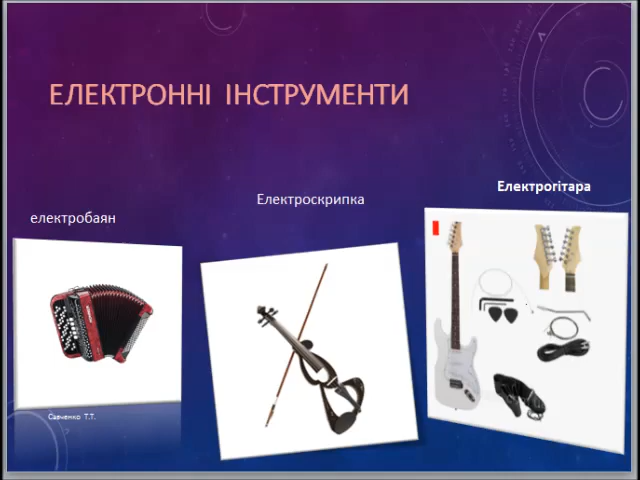 ЕЛЕКТРОННІ ІНСТРУМЕНТИ
Електрогітара
Електроскрипка
електробаян
Савченко Т.Т.